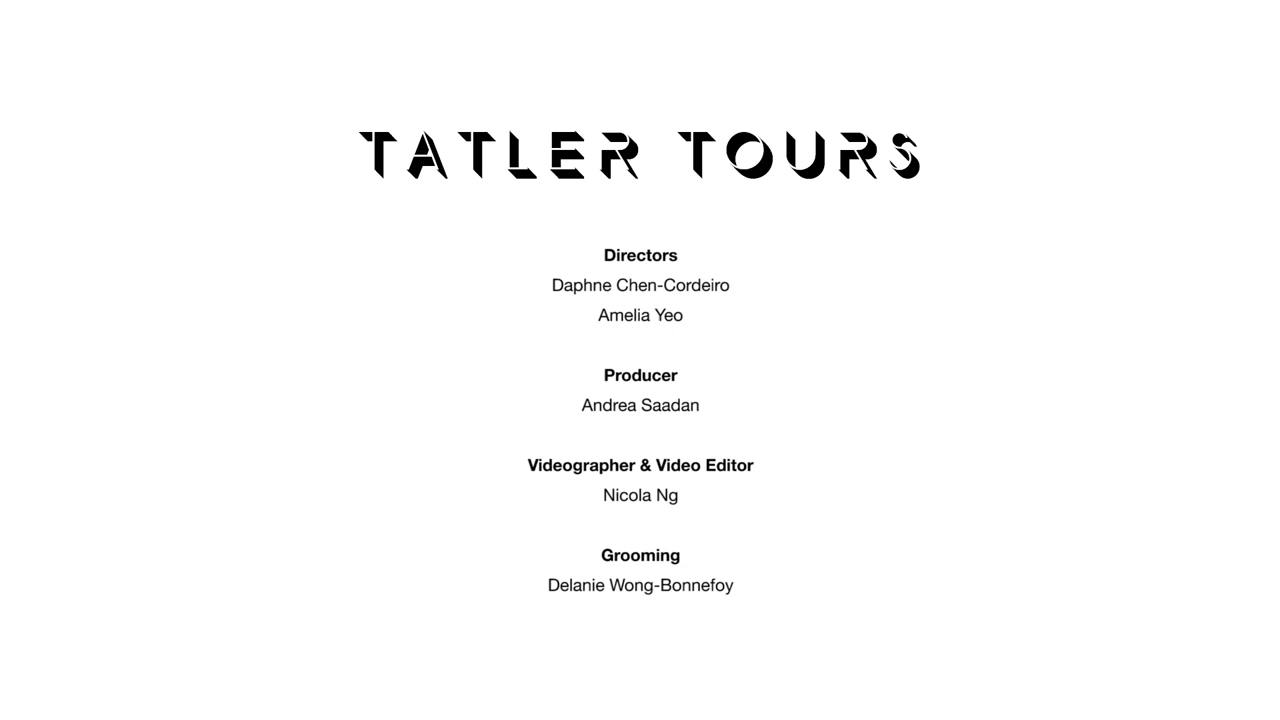 TATLER TOURS
Directors
Daphne Chen-Cordeiro
Amelia Yeo
Producer
Andrea Saadan
Videographer & Video Editor
Nicola Ng
Grooming
Delanie Wong-Bonnefoy